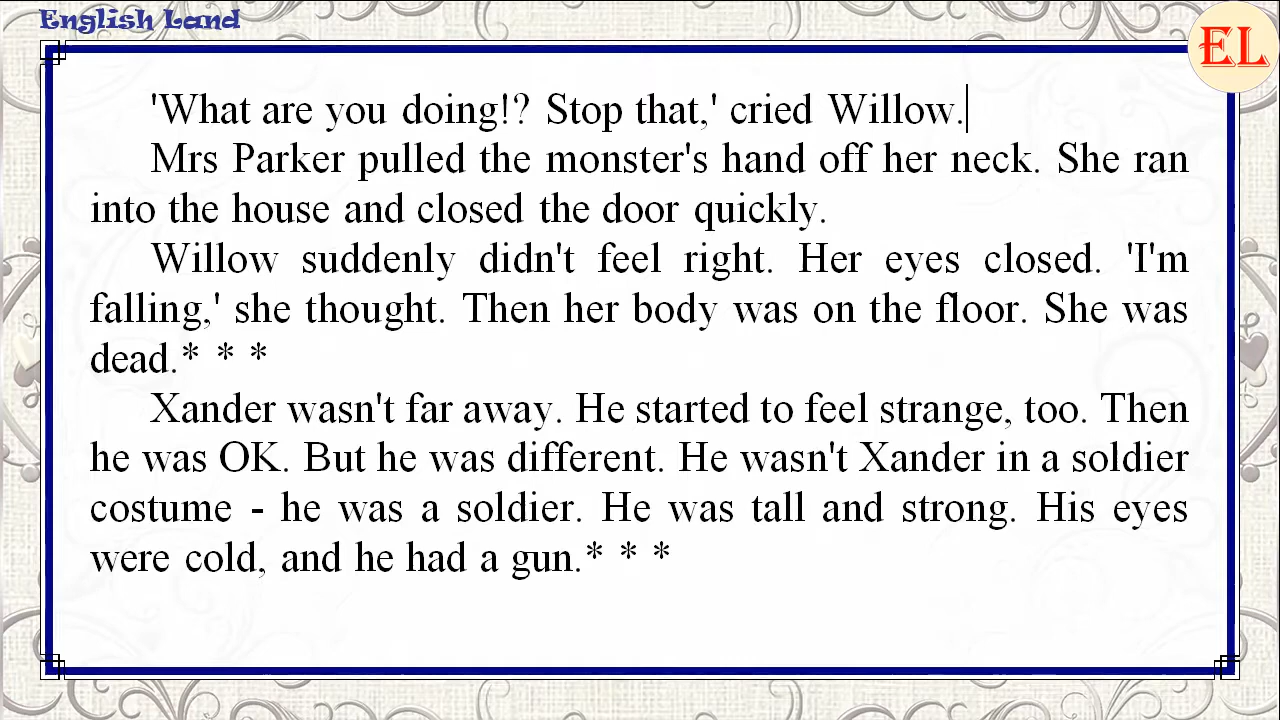 English Land
EL
'What are you doing!? Stop that,' cried Willow.
Mrs Parker pulled the monster's hand off her neck. She ran
into the house and closed the door quickly.
Willow suddenly didn't feel right. Her eyes closed. 'I'm
falling,' she thought. Then her body was on the floor. She was
dead.* * *
Xander wasn't far away. He started to feel strange, too. Then
he was OK. But he was different. He wasn't Xander in a soldier
costume - he was a soldier. He was tall and strong. His eyes
were cold, and he had a gun.* * *